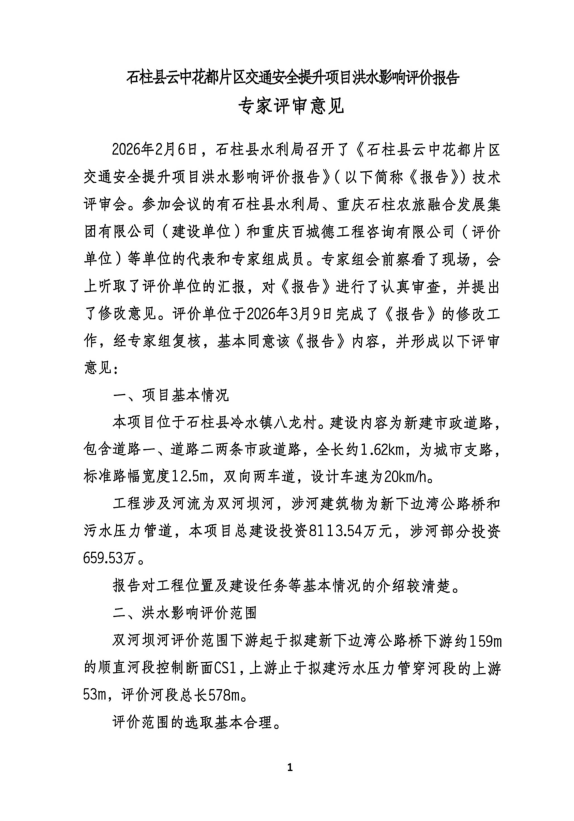 石柱县云中花都片区交通安全提升项目洪水影响评价报告
专家评审意见
2026年2月6日，石柱县水利局召开了《石柱县云中花都片区
交通安全提升项目洪水影响评价报告》（以下简称《报告》）技术
评审会。参加会议的有石柱县水利局、重庆石柱农旅融合发展集
团有限公司（建设单位）和重庆百城德工程咨询有限公司（评价
单位）等单位的代表和专家组成员。专家组会前察看了现场，会
上听取了评价单位的汇报，对《报告》进行了认真审查，并提出
了修改意见。评价单位于2026年3月9日完成了《报告》的修改工
作，经专家组复核，基本同意该《报告》内容，并形成以下评审
意见：
一、项目基本情况
本项目位于石柱县冷水镇八龙村。建设内容为新建市政道路，
包含道路一、道路二两条市政道路，全长约1.62km，为城市支路，
标准路幅宽度12.5m，双向两车道，设计车速为20km/h。
工程涉及河流为双河坝河，涉河建筑物为新下边湾公路桥和
污水压力管道，本项目总建设投资8113.54万元，涉河部分投资
659.53万。
报告对工程位置及建设任务等基本情况的介绍较清楚。
二、洪水影响评价范围
双河坝河评价范围下游起于拟建新下边湾公路桥下游约159m
的顺直河段控制断面CS1，上游止于拟建污水压力管穿河段的上游
53m，评价河段总长578m。
评价范围的选取基本合理。
1